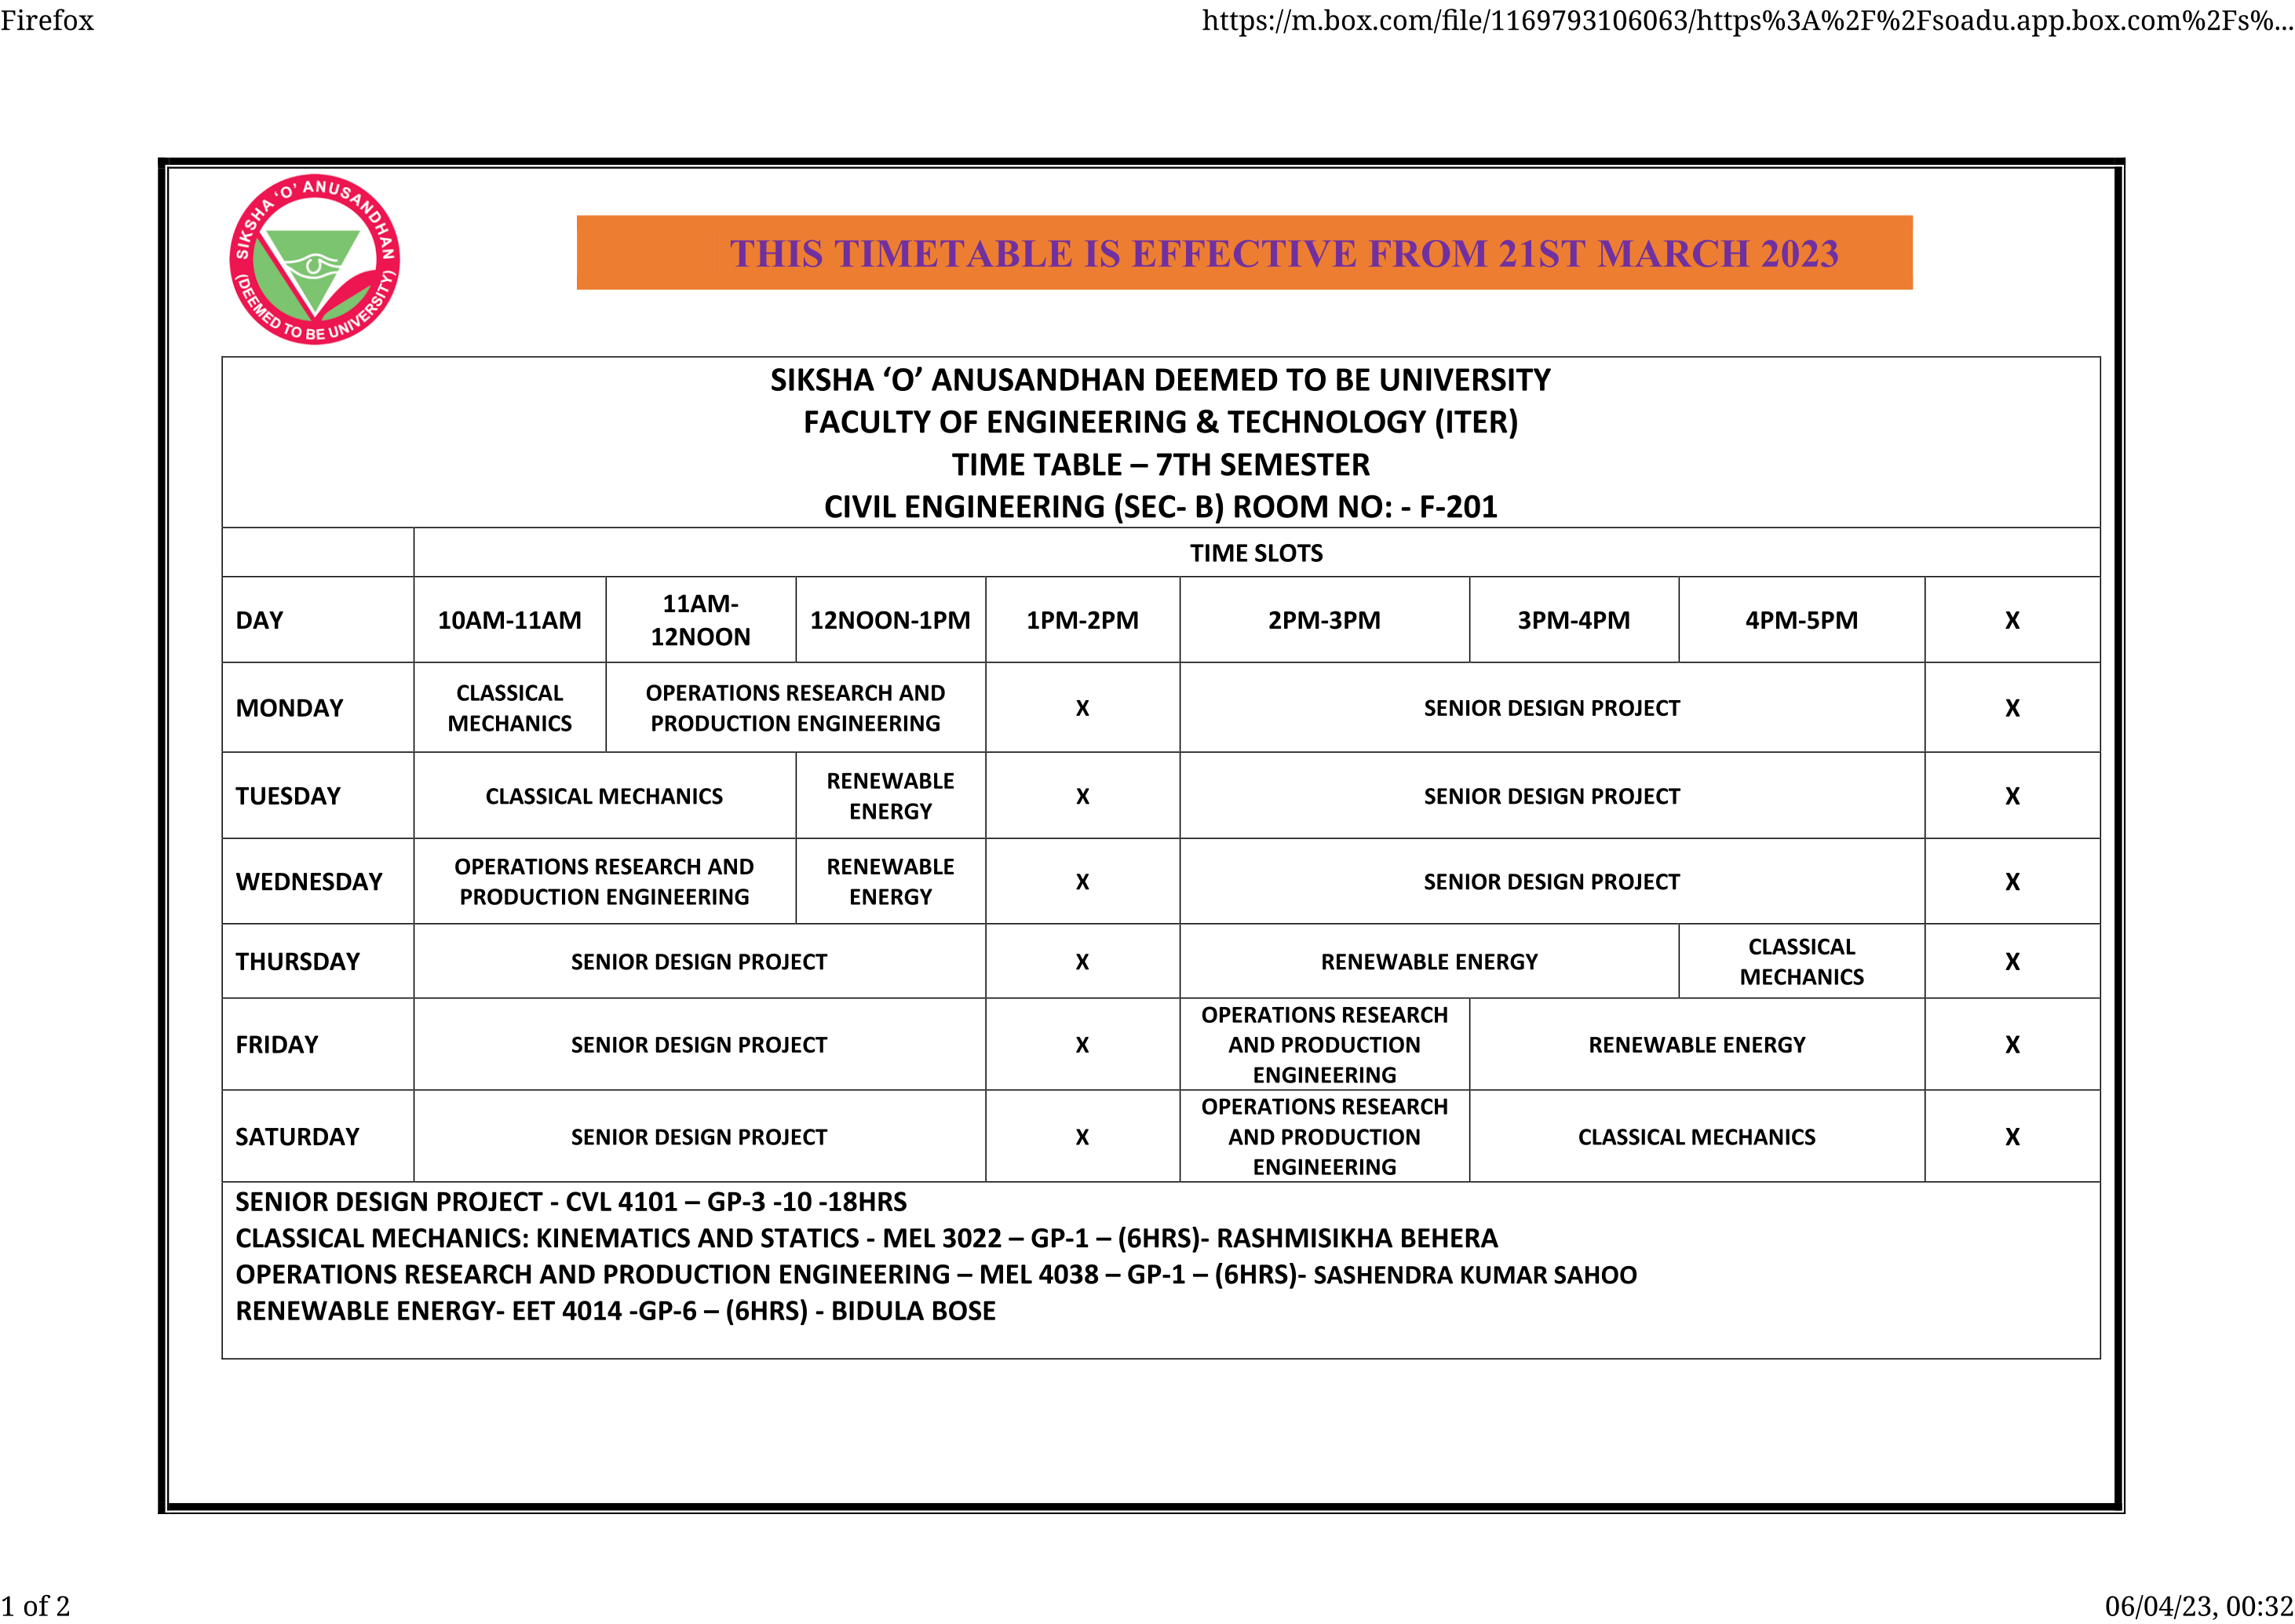 Firefox
https://m.box.com/file/1169793106063/https%3A%2F%2Fsoadu.app.box.com%2Fs%...
SIKSHA 'O' ANUSANDHAN
(DEEMED TO BE UNIVERSITY)
THIS TIMETABLE IS EFFECTIVE FROM 21ST MARCH 2023
SIKSHA ‘O’ ANUSANDHAN DEEMED TO BE UNIVERSITY
FACULTY OF ENGINEERING & TECHNOLOGY (ITER)
TIME TABLE – 7TH SEMESTER
CIVIL ENGINEERING (SEC- B) ROOM NO: - F-201
TIME SLOTS
DAY
10AM-11AM
11AM-
12NOON
12NOON-1PM
1PM-2PM
2PM-3PM
3PM-4PM
4PM-5PM
X
MONDAY
CLASSICAL
MECHANICS
OPERATIONS RESEARCH AND
PRODUCTION ENGINEERING
X
SENIOR DESIGN PROJECT
X
TUESDAY
CLASSICAL MECHANICS
RENEWABLE
ENERGY
X
SENIOR DESIGN PROJECT
X
WEDNESDAY
OPERATIONS RESEARCH AND
PRODUCTION ENGINEERING
RENEWABLE
ENERGY
X
SENIOR DESIGN PROJECT
X
THURSDAY
SENIOR DESIGN PROJECT
X
RENEWABLE ENERGY
CLASSICAL
MECHANICS
X
FRIDAY
SENIOR DESIGN PROJECT
X
OPERATIONS RESEARCH
AND PRODUCTION
ENGINEERING
RENEWABLE ENERGY
X
SATURDAY
SENIOR DESIGN PROJECT
X
OPERATIONS RESEARCH
AND PRODUCTION
ENGINEERING
CLASSICAL MECHANICS
X
SENIOR DESIGN PROJECT - CVL 4101 – GP-3 -10 -18HRS
CLASSICAL MECHANICS: KINEMATICS AND STATICS - MEL 3022 – GP-1 – (6HRS)- RASHMISIKHA BEHERA
OPERATIONS RESEARCH AND PRODUCTION ENGINEERING – MEL 4038 – GP-1 – (6HRS)- SASHENDRA KUMAR SAHOO
RENEWABLE ENERGY- EET 4014 -GP-6 – (6HRS) - BIDULA BOSE
1 of 2
06/04/23, 00:32